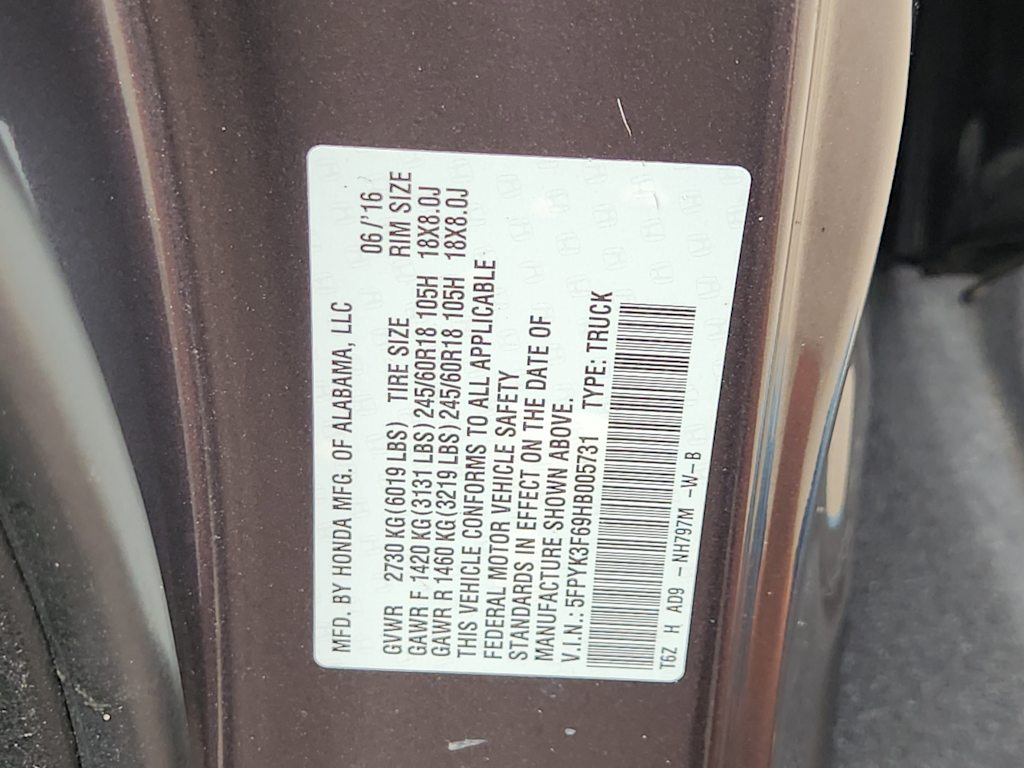 MFD. BY HONDA MFG. OF ALABAMA, LLC 06/'16
GVWR 2730 KG(6019 LBS) TIRE SIZE RIM SIZE
GAWR F 1420 KG(3131 LBS)245/60R18 105H 18X8.0J
GAWR R 1460 KG(3219 LBS)245/60R18 105H 18X8.0J
THIS VEHICLE CONFORMS TO ALL APPLICABLE
FEDERAL MOTOR VEHICLE SAFETY
STANDARDS IN EFFECT ON THE DATE OF
MANUFACTURE SHOWN ABOVE.
V.I.N.: 5FPYK3F69HB005731 TYPE: TRUCK
T6Z H A09 -NH797M -W-B